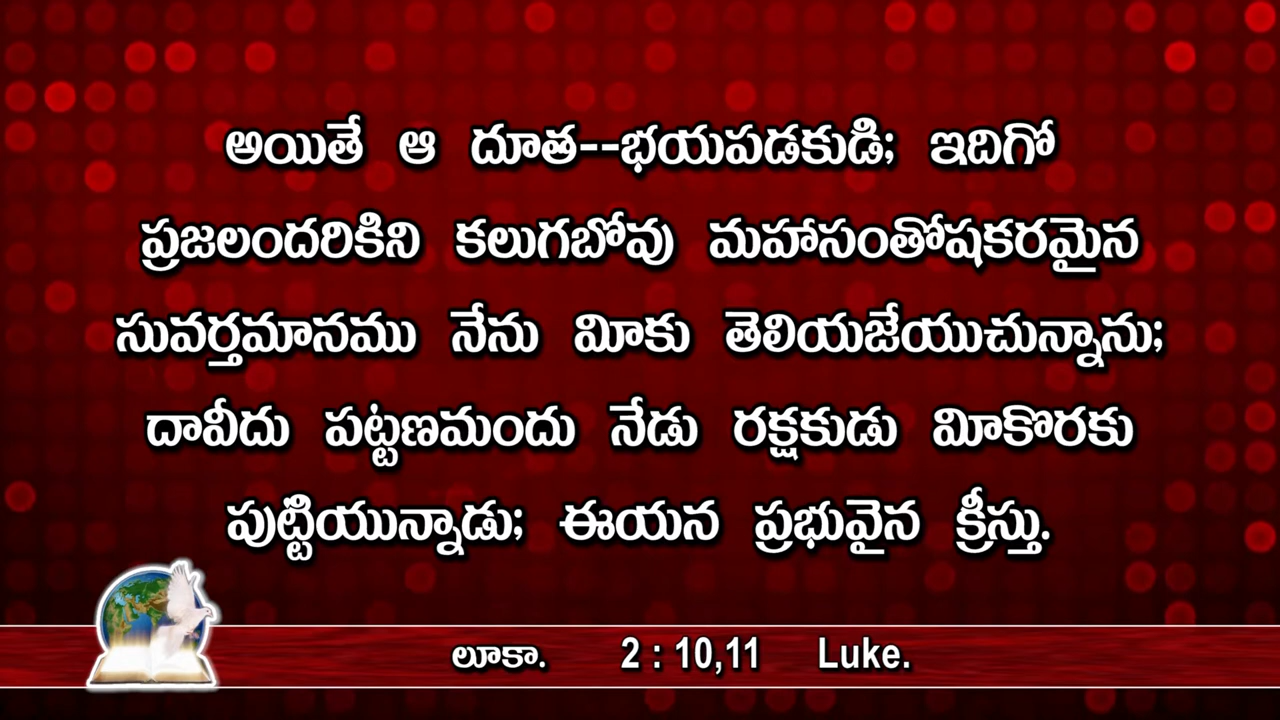 అయితే ఆ దూత--భయపడకుడి; ఇదిగో
ప్రజలందరికిని కలుగబోవు మహాసంతోషకరమైన
సువర్తమానము నేను మీకు తెలియజేయుచున్నాను;
దావీదు పట్టణమందు నేడు రక్షకుడు మీకొరకు
పుట్టియున్నాడు; ఈయన ప్రభువైన క్రీస్తు.
లూకా. 2 : 10,11 Luke.